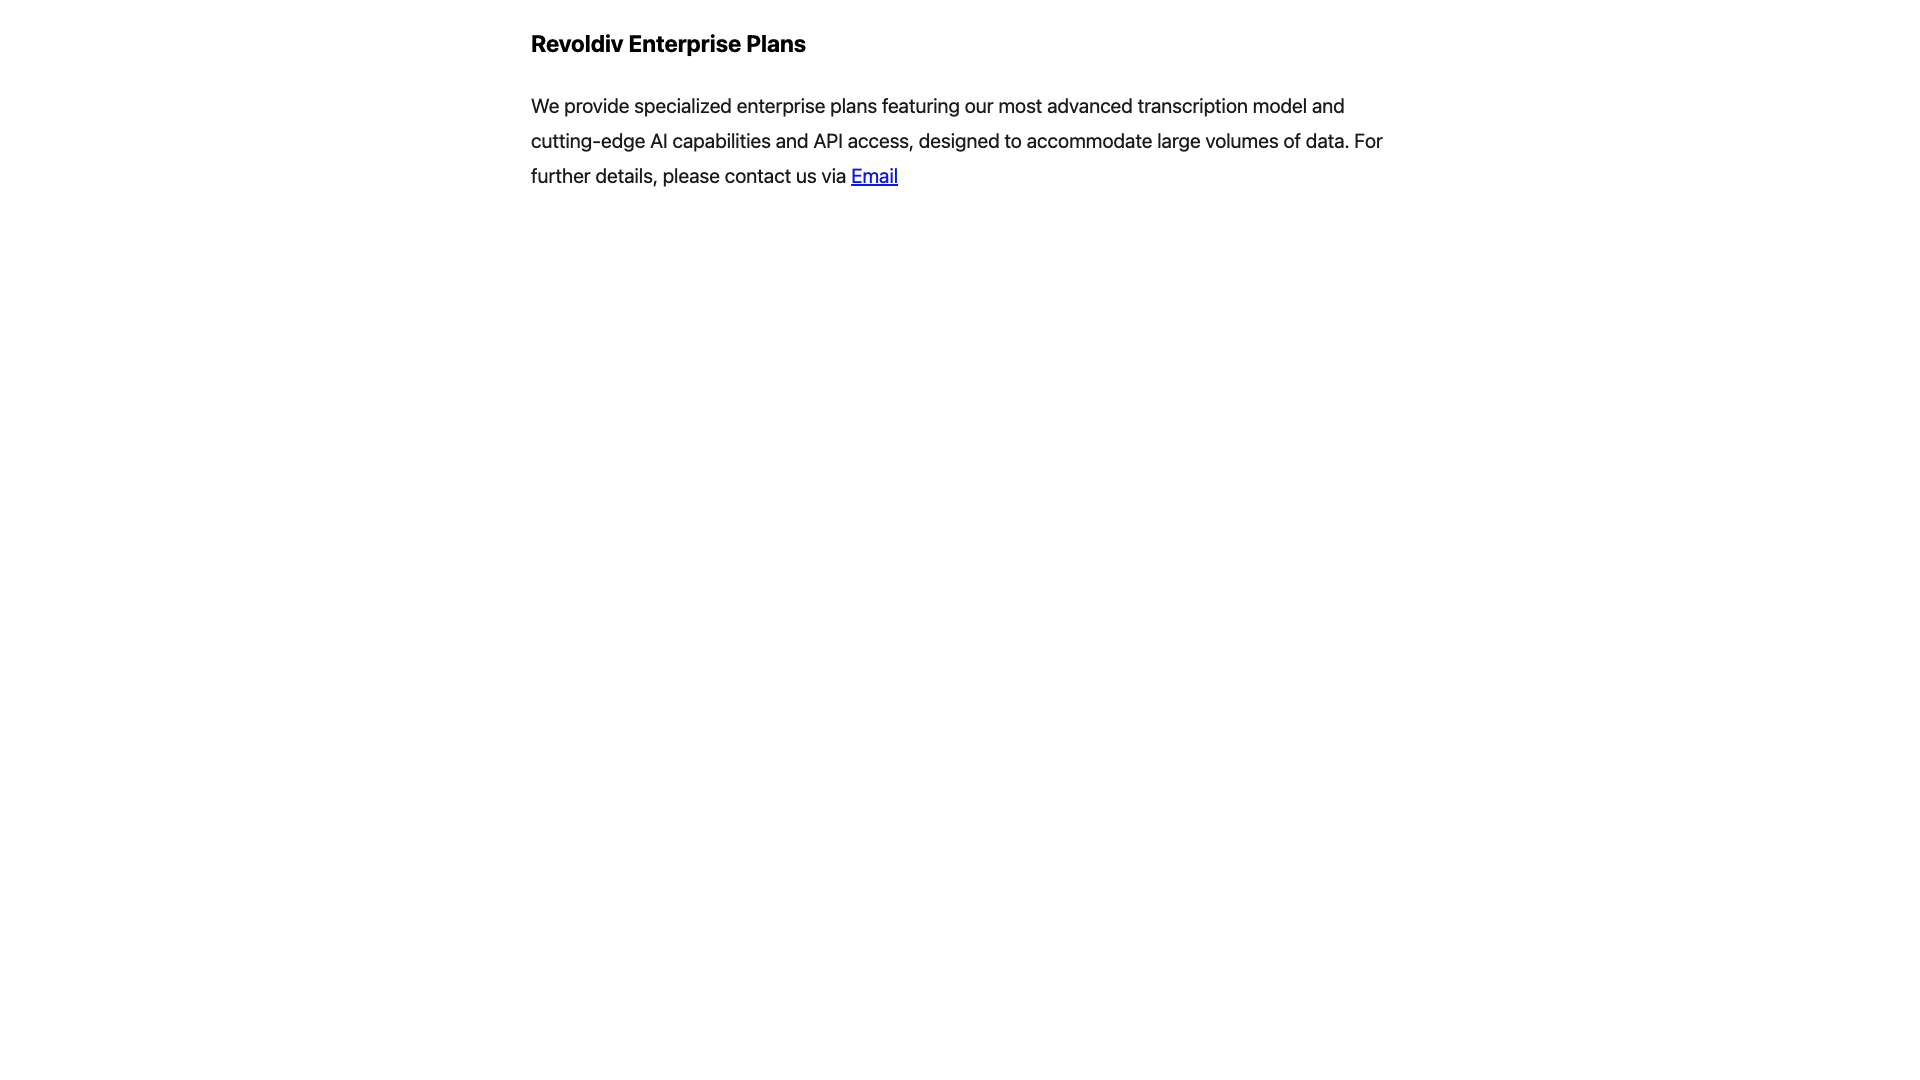 Revoldiv Enterprise Plans
We provide specialized enterprise plans featuring our most advanced transcription model and
cutting-edge AI capabilities and API access, designed to accommodate large volumes of data. For
further details, please contact us via Email